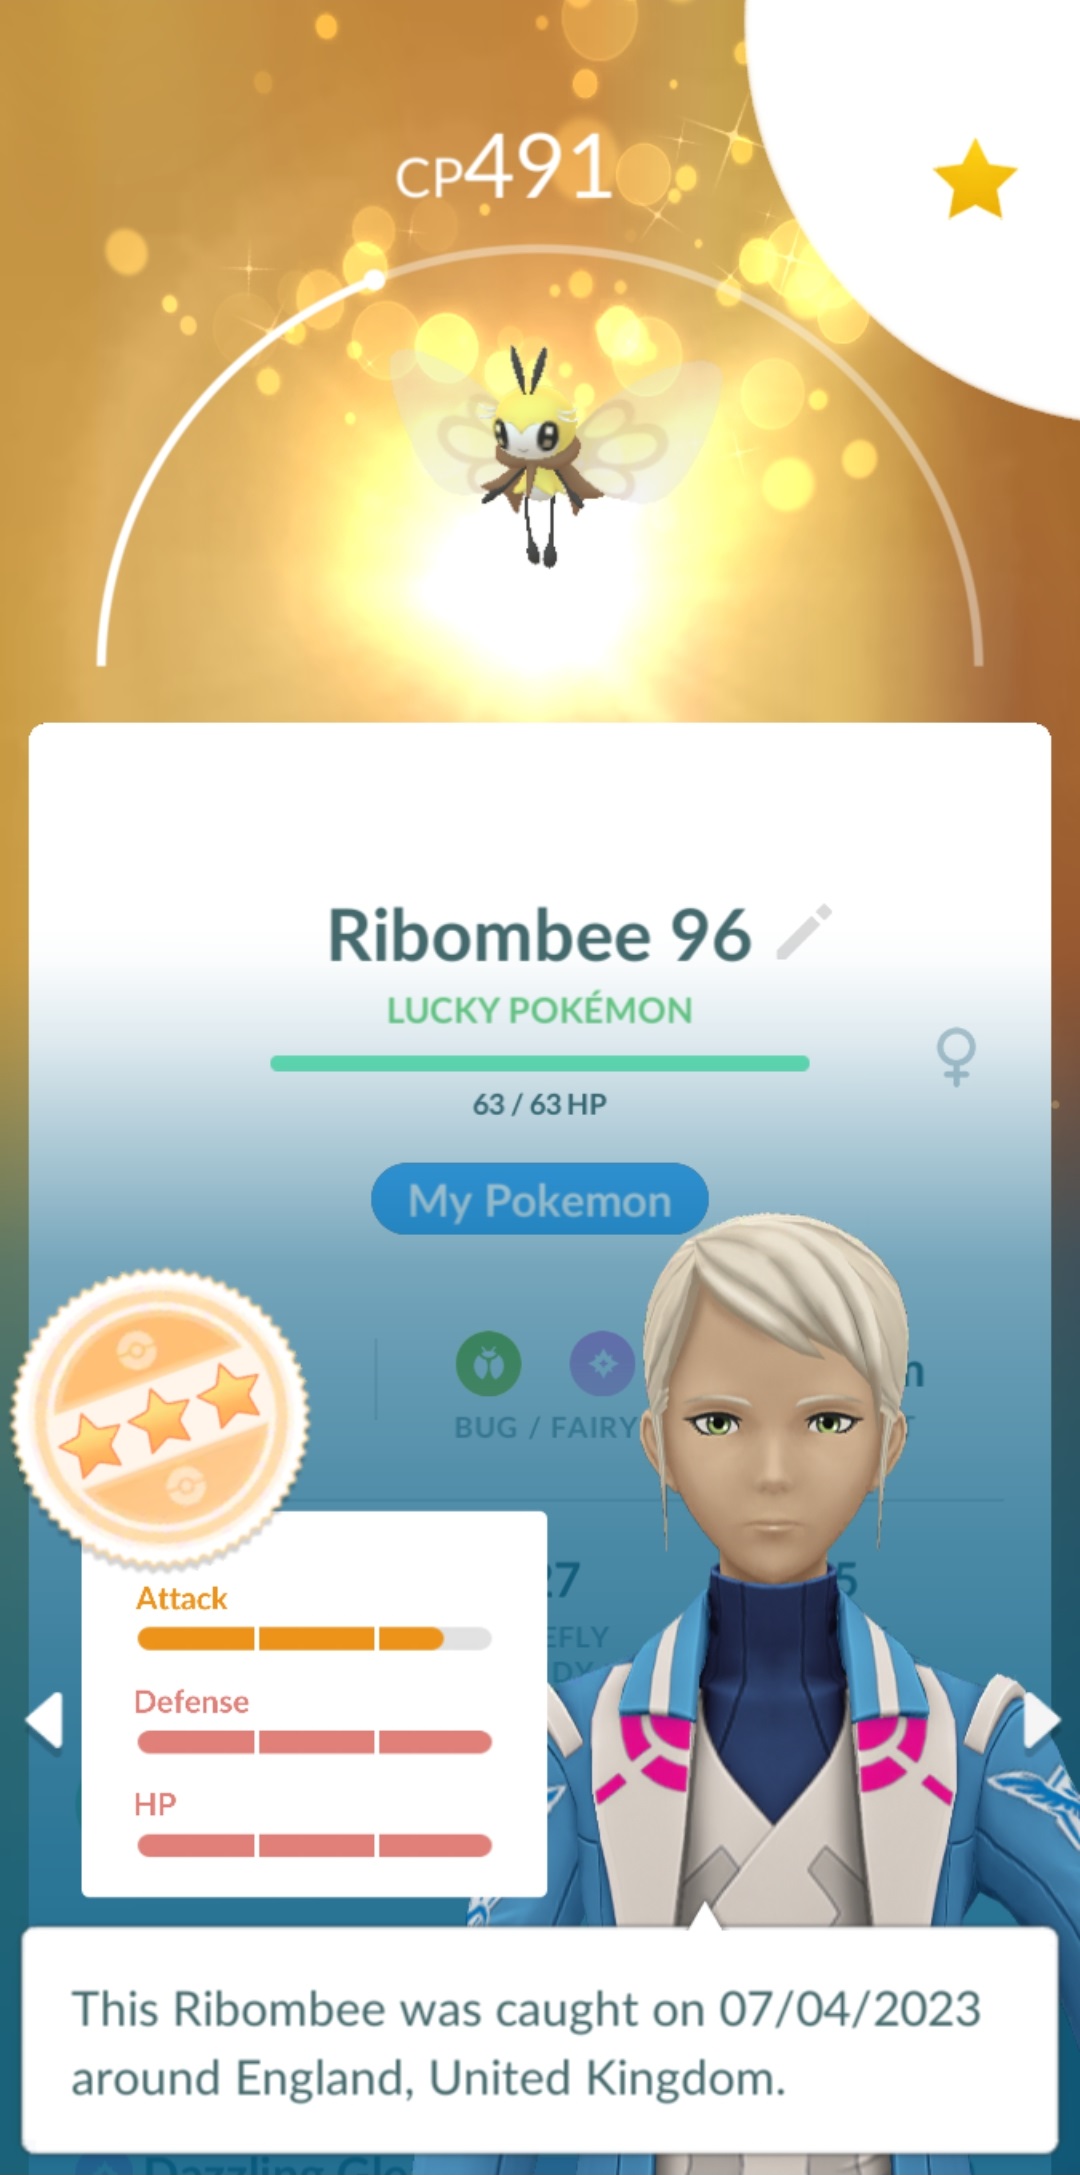 CP491
Ribombee 96
LUCKY POKÉMON
63 / 63 HP
My Pokemon
BUG / FAIRY
Attack
Defense
HP
This Ribombee was caught on 07/04/2023
around England, United Kingdom.